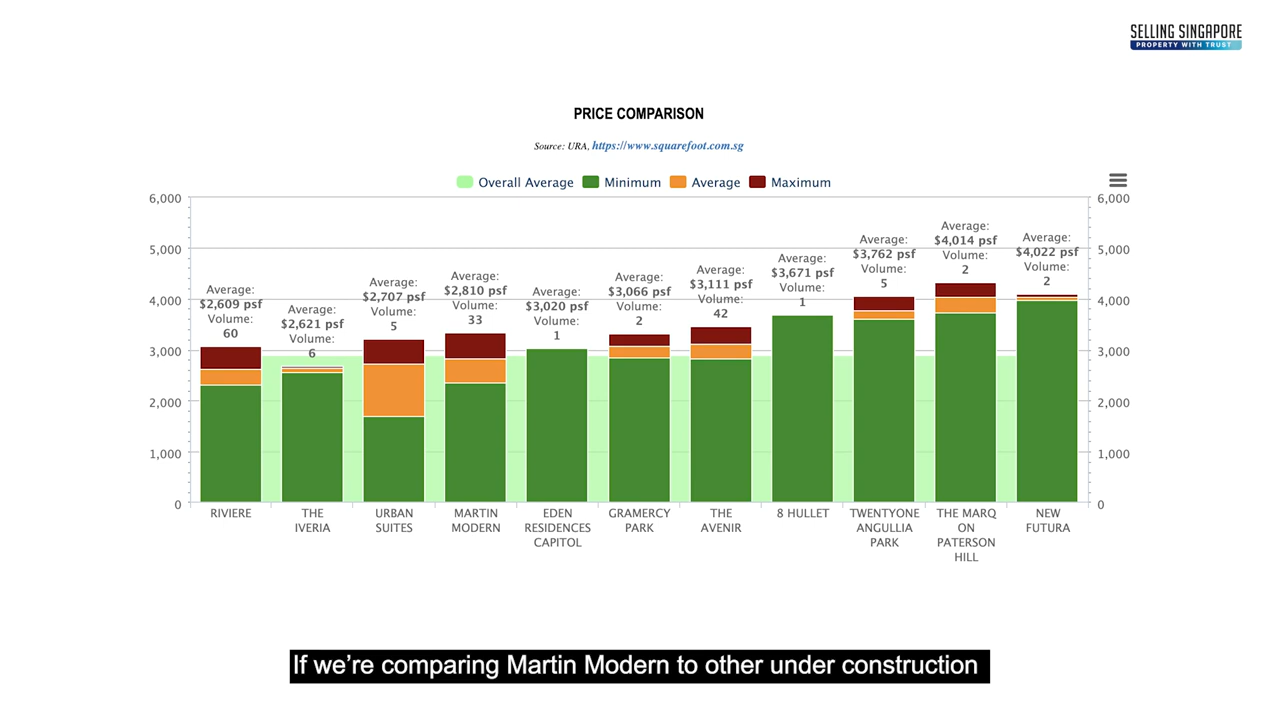 SELLING SINGAPORE
PROPERTY WITH TRUST
PRICE COMPARISON
Source: URA, https://www.squarefoot.com.sg
Overall Average Minimum Average Maximum
6,000
5,000
4,000
3,000
2,000
1,000
0
6,000
5,000
4,000
3,000
2,000
1,000
0
Average:
$2,609 psf
Volume:
60
Average:
$2,621 psf
Volume:
6
Average:
$2,707 psf
Volume:
5
Average:
$2,810 psf
Volume:
33
Average:
$3,020 psf
Volume:
1
Average:
$3,066 psf
Volume:
2
Average:
$3,111 psf
Volume:
42
Average:
$3,671 psf
Volume:
1
Average:
$3,762 psf
Volume:
5
Average:
$4,014 psf
Volume:
2
Average:
$4,022 psf
Volume:
2
RIVIERE
THE
IVERIA
URBAN
SUITES
MARTIN
MODERN
EDEN
RESIDENCES
CAPITOL
GRAMERCY
PARK
THE
AVENIR
8 HULLET
TWENTYONE
ANGULLIA
PARK
THE MARQ
ON
PATERSON
HILL
NEW
FUTURA
If we’re comparing Martin Modern to other under construction